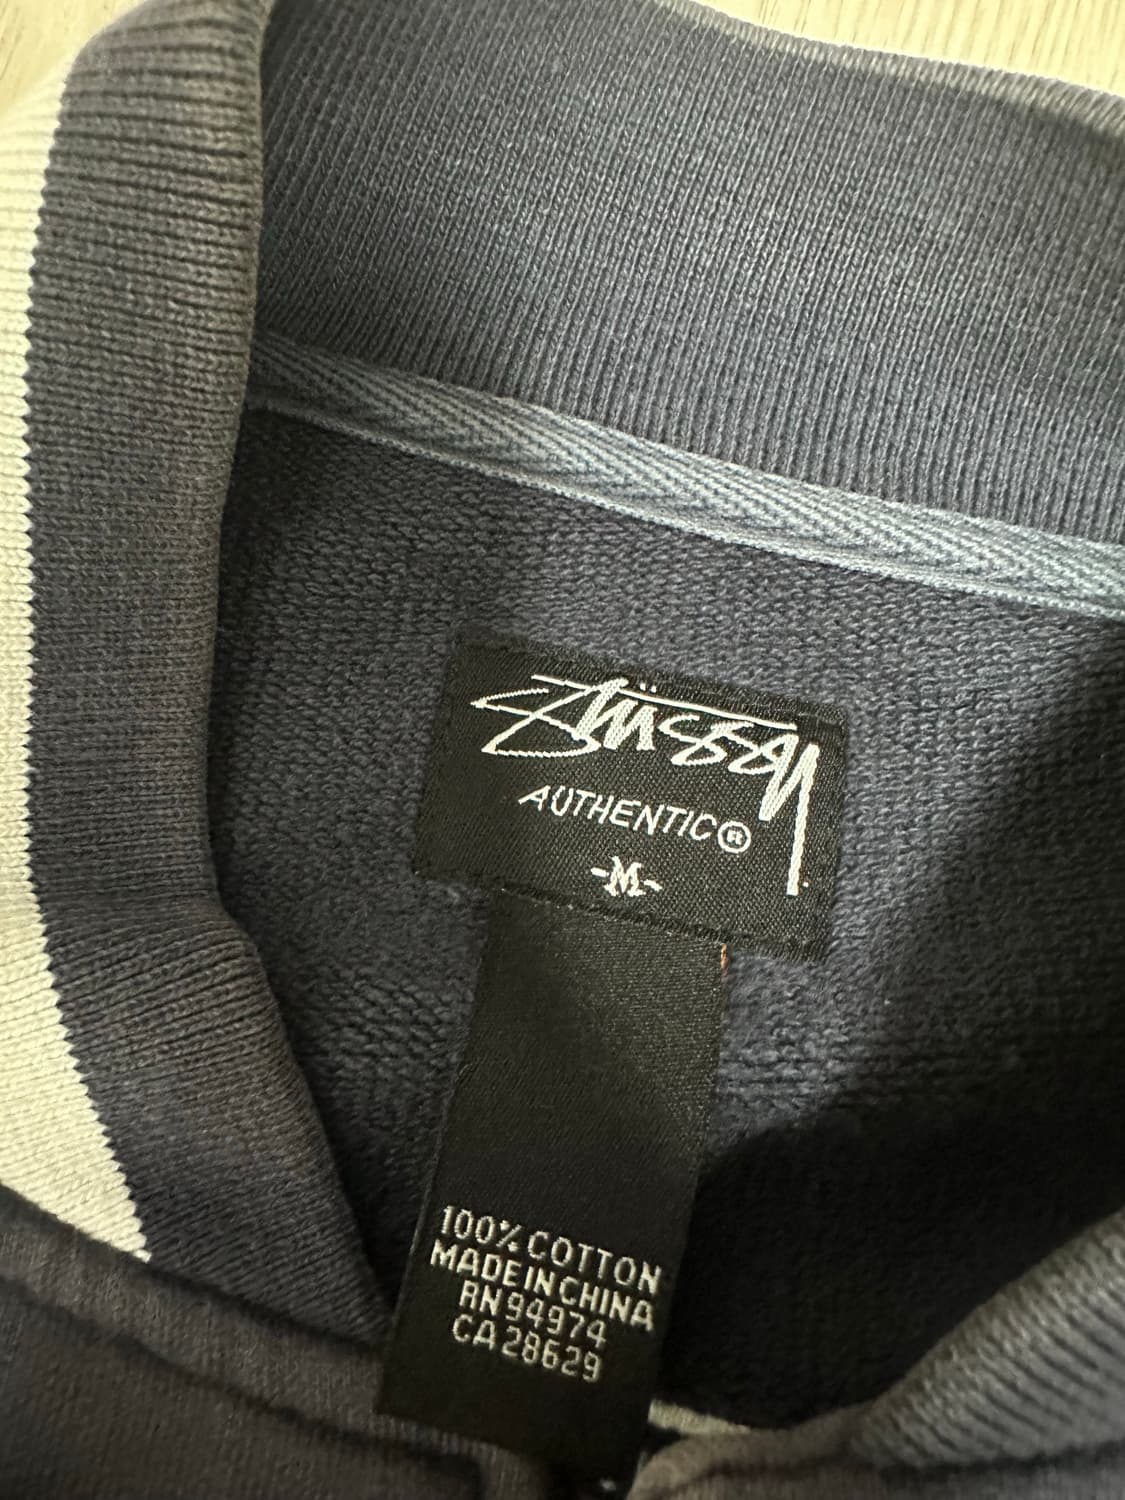 Stüssy
AUTHENTIC®
-M-
100% COTTON
MADE IN CHINA
RN 94974
CA 28629